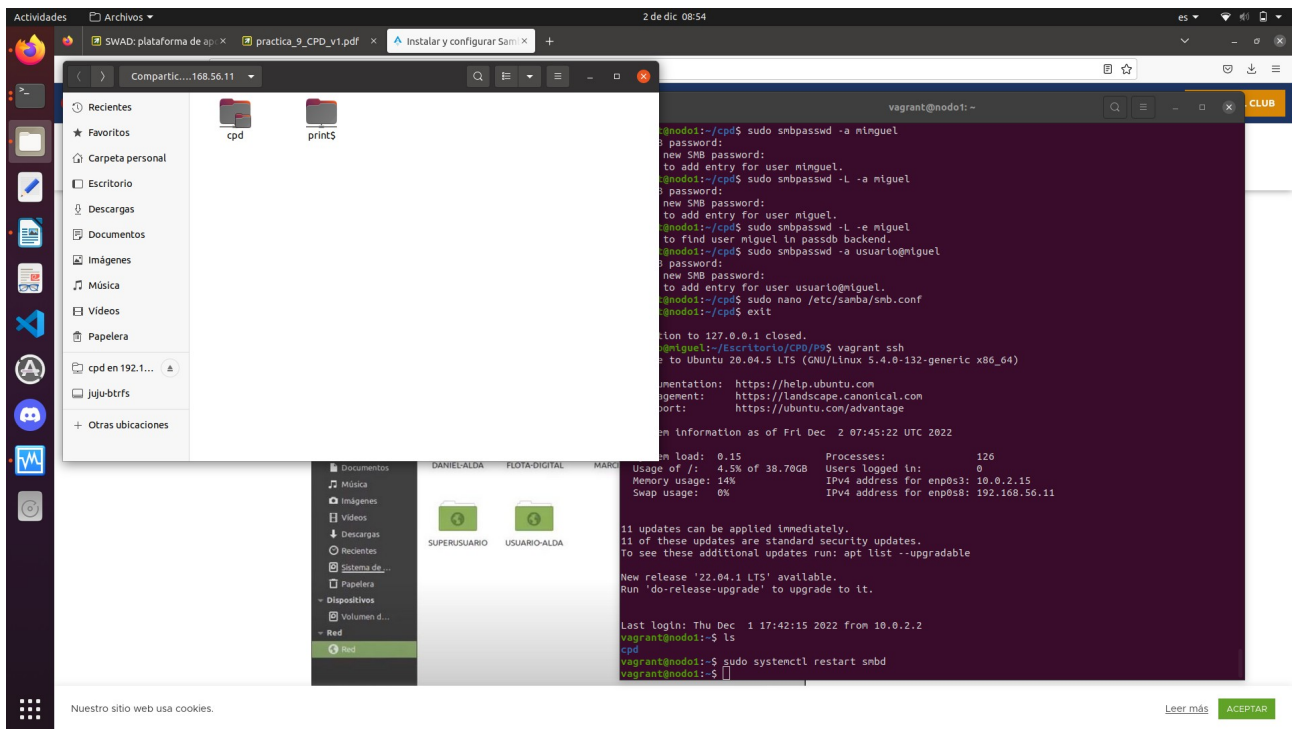 Actividades
Archivos
2 de dic 08:54
es
SWAD: plataforma de apo
practica_9_CPD_v1.pdf
Instalar y configurar Sam
Compartic....168.56.11
Recientes
Favoritos
Carpeta personal
Escritorio
Descargas
Documentos
Imágenes
Música
Vídeos
Papelera
cpd en 192.1...
juju-btrfs
+ Otras ubicaciones
cpd
print$
CLUB
vagrant@nodo1: ~
t@nodo1:~/cpd$ sudo smbpasswd -a mimguel
B password:
new SMB password:
to add entry for user mimguel.
t@nodo1:~/cpd$ sudo smbpasswd -L -a miguel
B password:
new SMB password:
to add entry for user miguel.
t@nodo1:~/cpd$ sudo smbpasswd -L -e miguel
to find user miguel in passdb backend.
t@nodo1:~/cpd$ sudo smbpasswd -a usuario@miguel
B password:
new SMB password:
to add entry for user usuario@miguel.
t@nodo1:~/cpd$ sudo nano /etc/samba/smb.conf
t@nodo1:~/cpd$ exit
tion to 127.0.0.1 closed.
@miguel:~/Escritorio/CPD/P9$ vagrant ssh
e to Ubuntu 20.04.5 LTS (GNU/Linux 5.4.0-132-generic x86_64)
umentation: https://help.ubuntu.com
agement: https://landscape.canonical.com
port: https://ubuntu.com/advantage
em information as of Fri Dec 2 07:45:22 UTC 2022
em load: 0.15 Processes: 126
Usage of /: 4.5% of 38.70GB Users logged in: 0
Memory usage: 14% IPv4 address for enp0s3: 10.0.2.15
Swap usage: 0% IPv4 address for enp0s8: 192.168.56.11
11 updates can be applied immediately.
11 of these updates are standard security updates.
To see these additional updates run: apt list --upgradable
New release '22.04.1 LTS' available.
Run 'do-release-upgrade' to upgrade to it.
Last login: Thu Dec 1 17:42:15 2022 from 10.0.2.2
vagrant@nodo1:~$ ls
cpd
vagrant@nodo1:~$ sudo systemctl restart smbd
vagrant@nodo1:~$
Documentos
Música
Imágenes
Vídeos
Descargas
Recientes
Sistema de ...
Papelera
Dispositivos
Volumen d...
Red
Red
DANIEL-ALDA
FLOTA-DIGITAL
MARC
SUPERUSUARIO
USUARIO-ALDA
Nuestro sitio web usa cookies.
Leer más
ACEPTAR